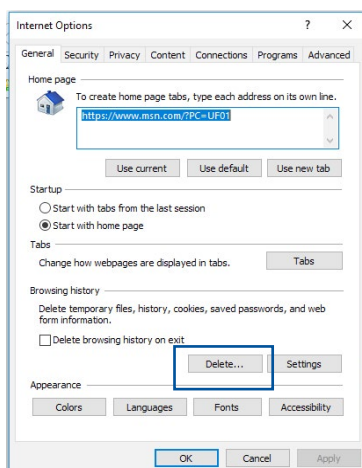 Internet Options ? X
General Security Privacy Content Connections Programs Advanced
Home page
To create home page tabs, type each address on its own line.
https://www.msn.com/?PC=UF01
Use current Use default Use new tab
Startup
Start with tabs from the last session
Start with home page
Tabs
Change how webpages are displayed in tabs. Tabs
Browsing history
Delete temporary files, history, cookies, saved passwords, and web
form information.
Delete browsing history on exit
Delete... Settings
Appearance
Colors Languages Fonts Accessibility
OK Cancel Apply